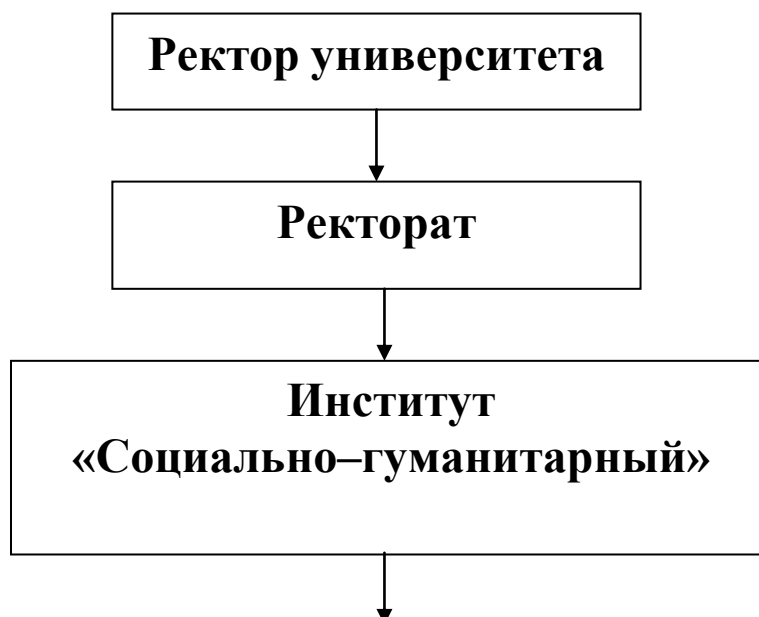 Ректор университета
Ректорат
Институт
«Социально–гуманитарный»